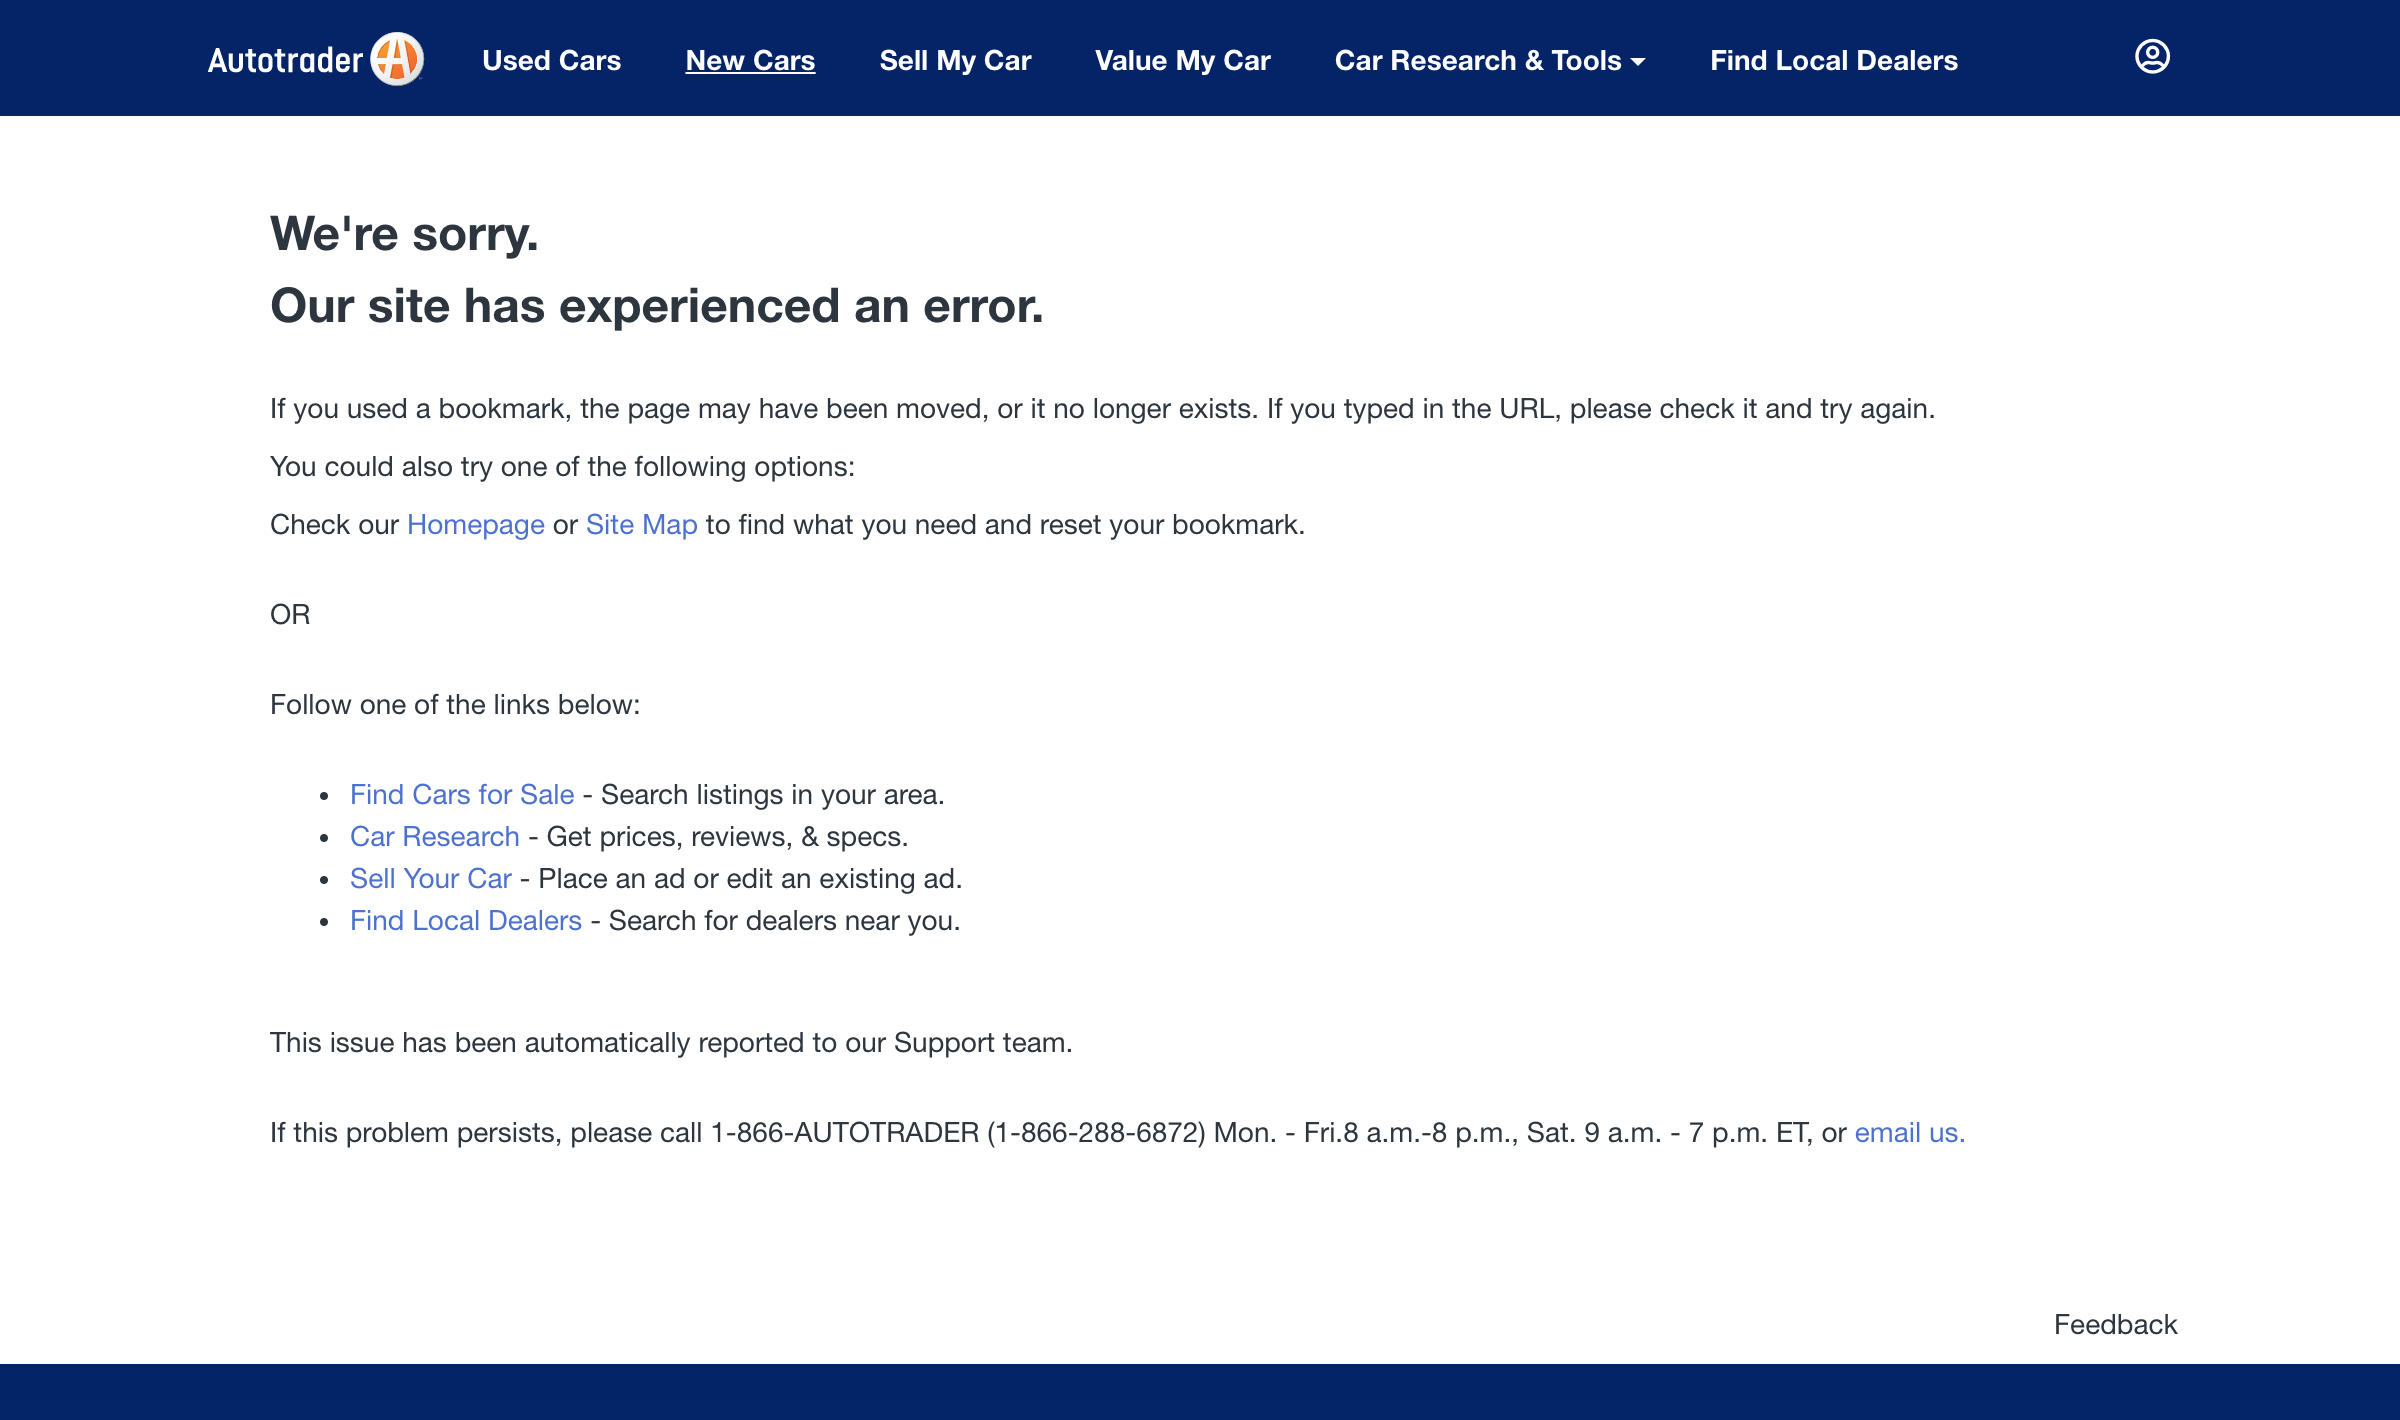 Autotrader
Used Cars
New Cars
Sell My Car
Value My Car
Car Research & Tools
Find Local Dealers
We're sorry.
Our site has experienced an error.
If you used a bookmark, the page may have been moved, or it no longer exists. If you typed in the URL, please check it and try again.
You could also try one of the following options:
Check our Homepage or Site Map to find what you need and reset your bookmark.
OR
Follow one of the links below:
Find Cars for Sale - Search listings in your area.
Car Research - Get prices, reviews, & specs.
Sell Your Car - Place an ad or edit an existing ad.
Find Local Dealers - Search for dealers near you.
This issue has been automatically reported to our Support team.
If this problem persists, please call 1-866-AUTOTRADER (1-866-288-6872) Mon. - Fri.8 a.m.-8 p.m., Sat. 9 a.m. - 7 p.m. ET, or email us.
Feedback